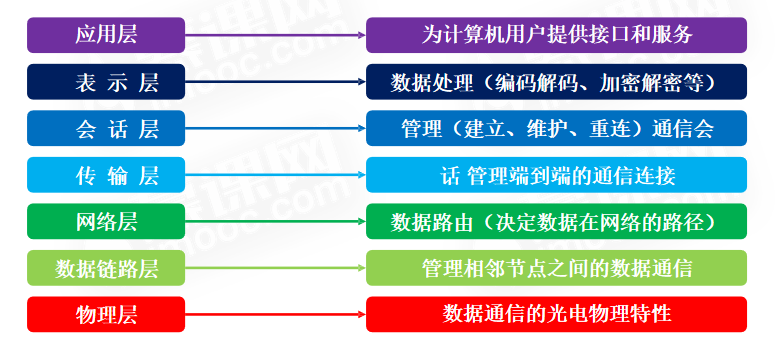 应用层 为计算机用户提供接口和服务
表示层 数据处理（编码解码、加密解密等）
会话层 管理（建立、维护、重连）通信会
传输层 话 管理端到端的通信连接
网络层 数据路由（决定数据在网络的路径）
数据链路层 管理相邻节点之间的数据通信
物理层 数据通信的光电物理特性